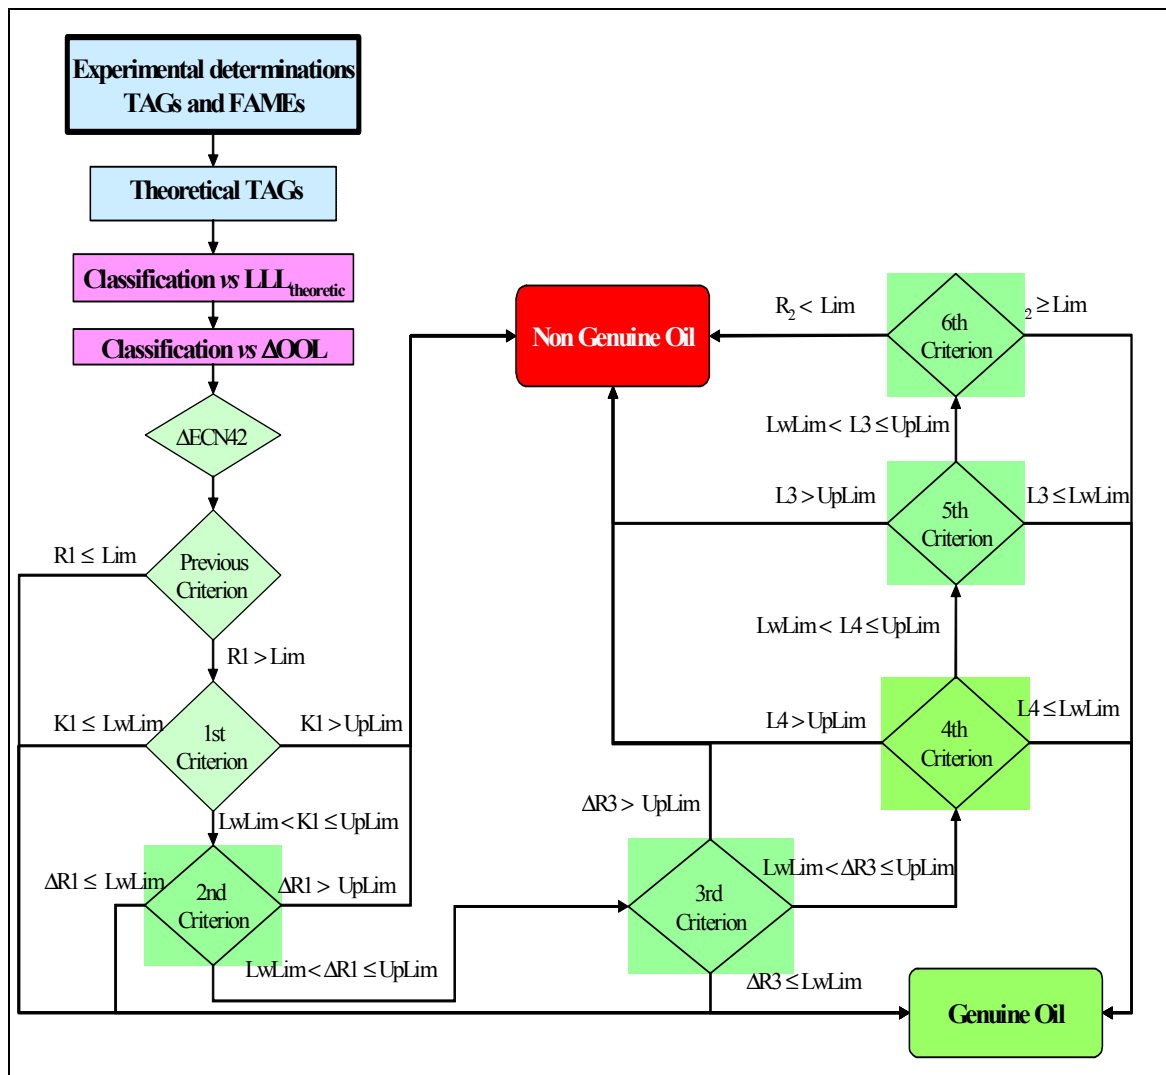 Experimental determinations
TAGs and FAMEs
Theoretical TAGs
Classification vs LLLtheoretic
Classification vs ΔOOL
ΔECN42
R1 ≤ Lim
Previous
Criterion
R1 > Lim
K1 ≤ LwLim
1st
Criterion
K1 > UpLim
LwLim < K1 ≤ UpLim
ΔR1 ≤ LwLim
2nd
Criterion
ΔR1 > UpLim
LwLim < ΔR1 ≤ UpLim
3rd
Criterion
ΔR3 > UpLim
LwLim < ΔR3 ≤ UpLim
ΔR3 ≤ LwLim
L4 > UpLim
4th
Criterion
L4 ≤ LwLim
LwLim < L4 ≤ UpLim
L3 > UpLim
5th
Criterion
L3 ≤ LwLim
LwLim < L3 ≤ UpLim
R2 < Lim
6th
Criterion
2 ≥ Lim
Non Genuine Oil
Genuine Oil